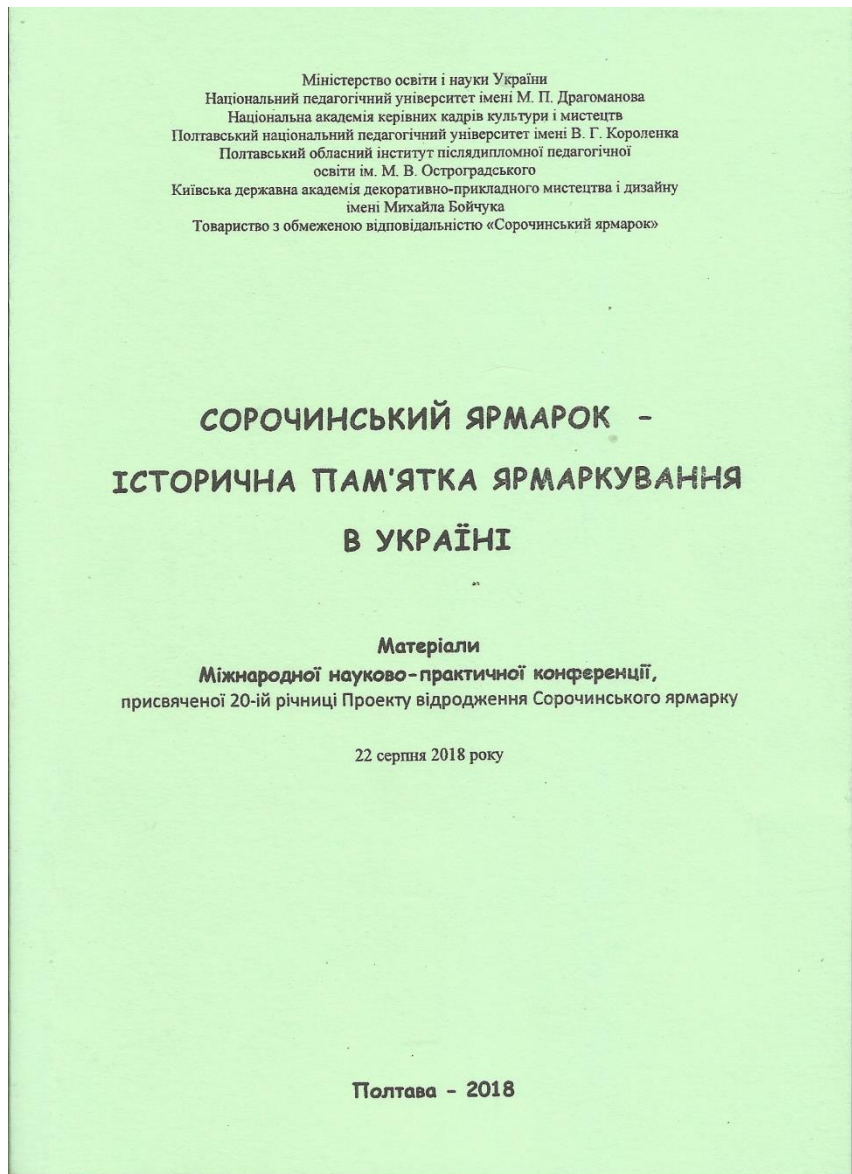 Міністерство освіти і науки України
Національний педагогічний університет імені М. П. Драгоманова
Національна академія керівних кадрів культури і мистецтв
Полтавський національний педагогічний університет імені В. Г. Короленка
Полтавський обласний інститут післядипломної педагогічної
освіти ім. М. В. Остроградського
Київська державна академія декоративно-прикладного мистецтва і дизайну
імені Михайла Бойчука
Товариство з обмеженою відповідальністю «Сорочинський ярмарок»
СОРОЧИНСЬКИЙ ЯРМАРОК -
ІСТОРИЧНА ПАМ'ЯТКА ЯРМАРКУВАННЯ
В УКРАЇНІ
Матеріали
Міжнародної науково-практичної конференції,
присвяченої 20-ій річниці Проекту відродження Сорочинського ярмарку
22 серпня 2018 року
Полтава - 2018